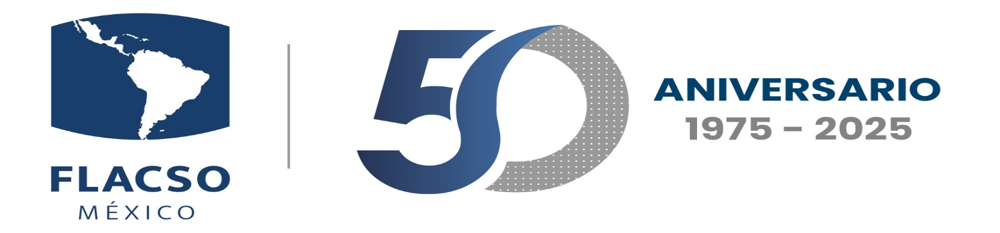 FLACSO
MÉXICO
50
ANIVERSARIO
1975 – 2025